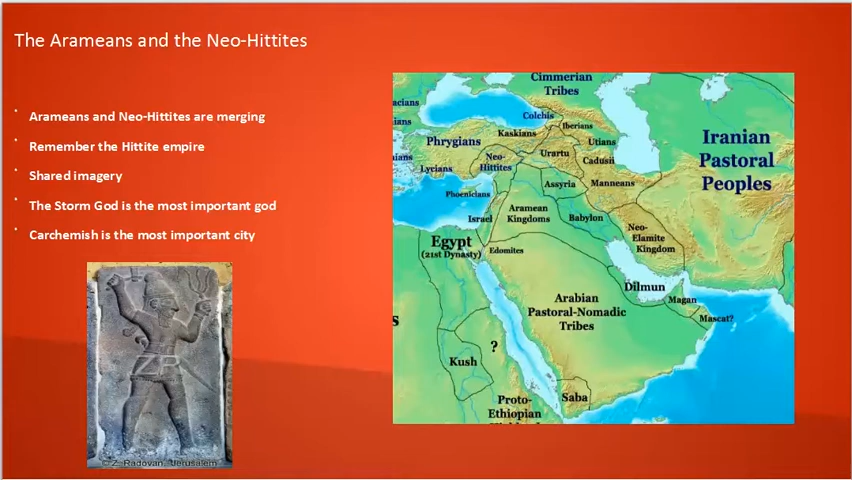 The Arameans and the Neo-Hittites
Arameans and Neo-Hittites are merging
Remember the Hittite empire
Shared imagery
The Storm God is the most important god
Carchemish is the most important city
Cimmerian
Tribes
acians
ians
Colchis
Iberians
Kaskians
Phrygians
Utians
Urartu
Cadusii
Neo-
Hittites
nians
Lycians
Iranian
Pastoral
Peoples
Assyria
Manneans
Phoenicians
Aramean
Kingdoms
Israel
Babylon
Neo-
Elamite
Kingdom
Egypt
(21st Dynasty)
Edomites
Dilmun
Magan
Mascat?
Arabian
Pastoral-Nomadic
Tribes
s
?
Kush
Saba
Proto-
Ethiopian
ZR
© Z. Radovan, Jerusalem